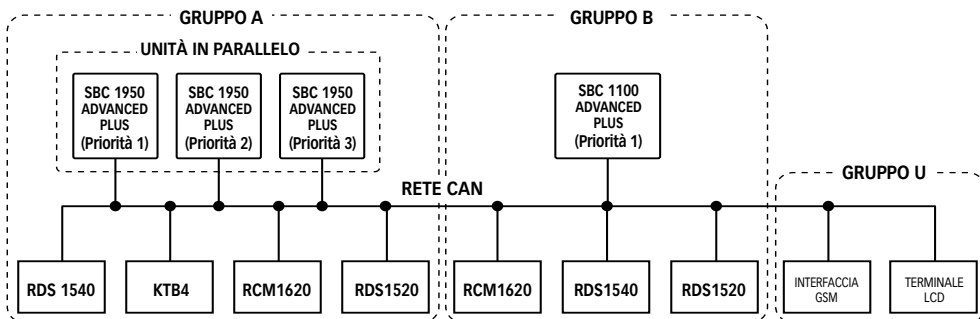 GRUPPO A
GRUPPO B
UNITÀ IN PARALLELO
SBC 1950
ADVANCED
PLUS
(Priorità 1)
SBC 1950
ADVANCED
PLUS
(Priorità 2)
SBC 1950
ADVANCED
PLUS
(Priorità 3)
SBC 1100
ADVANCED
PLUS
(Priorità 1)
GRUPPO U
RETE CAN
RDS 1540
KTB4
RCM1620
RDS1520
RCM1620
RDS1540
RDS1520
INTERFACCIA
GSM
TERMINALE
LCD